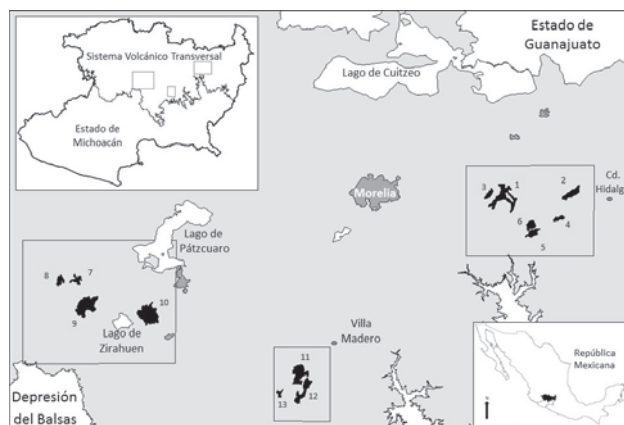 Sistema Volcánico Transversal
Estado de
Michoacán
Estado de
Guanajuato
Lago de Cuitzeo
Morelia
Cd.
Hidalg
3
1
2
6
4
5
Lago de
Pátzcuaro
8
7
9
10
Lago de
Zirahuen
Villa
Madero
11
13
12
República
Mexicana
N
Depresión
del Balsas